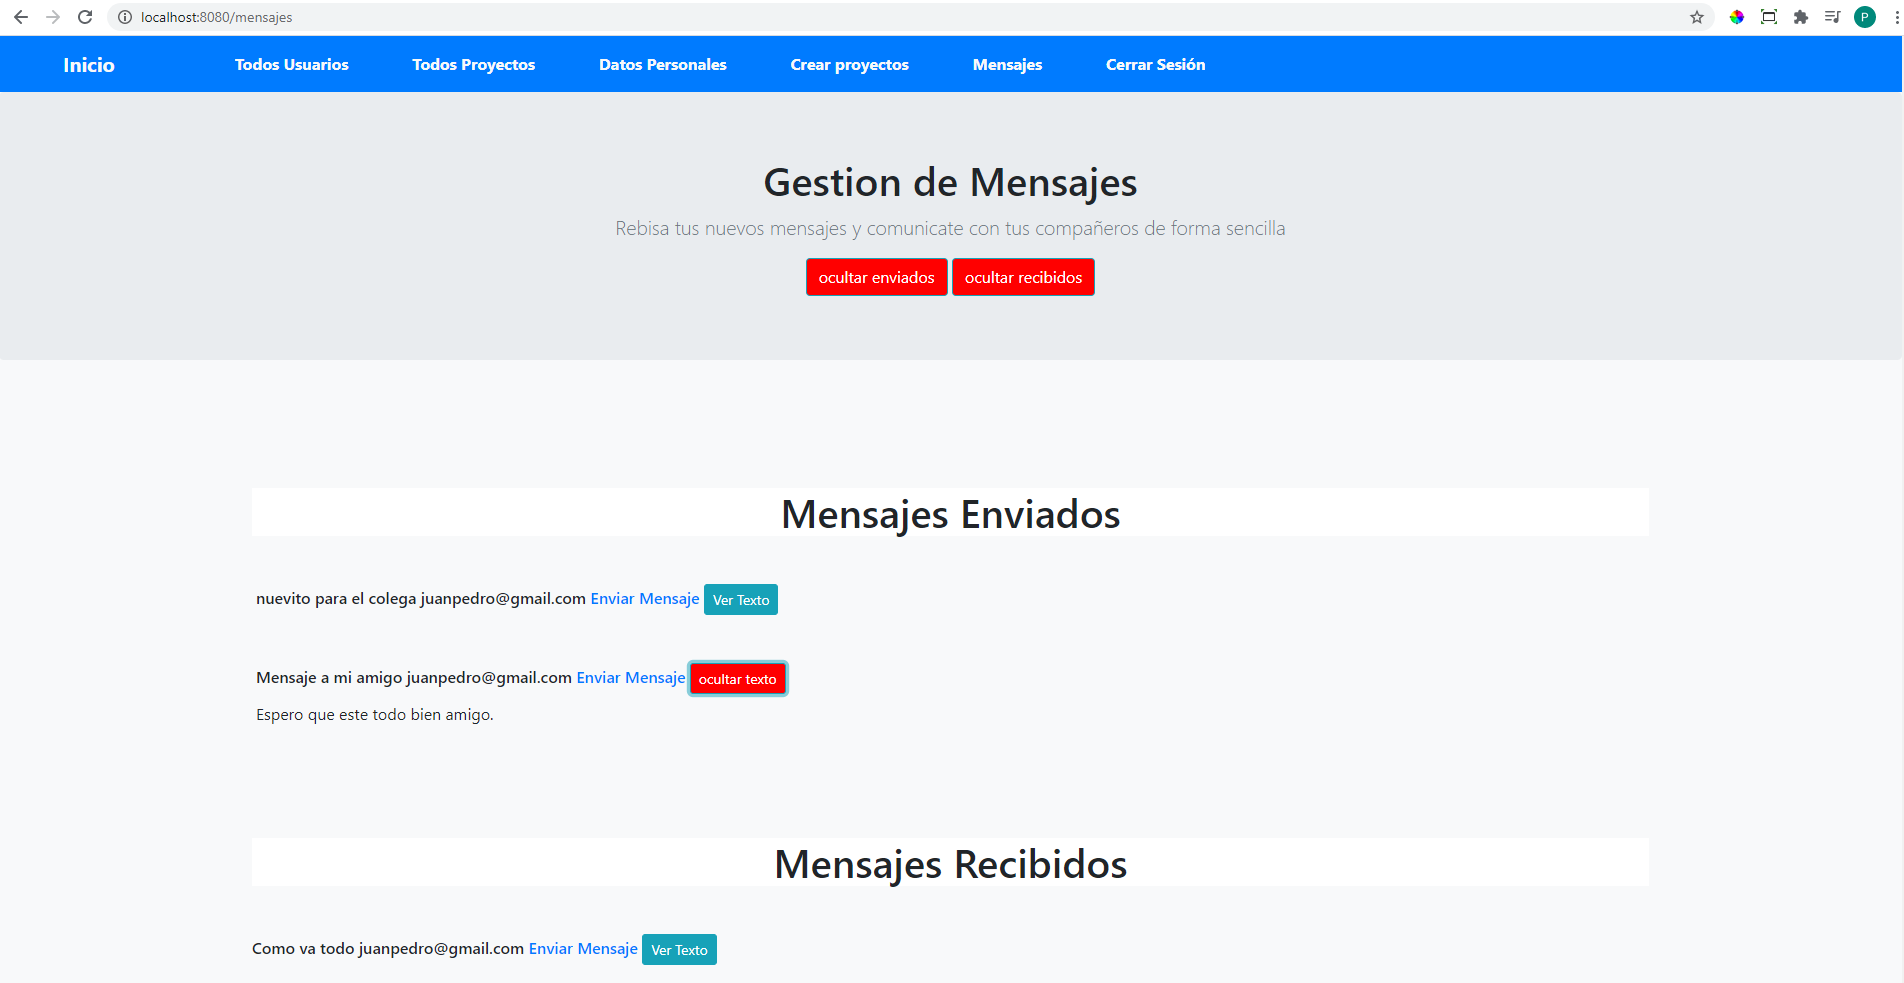 localhost:8080/mensajes
P
Inicio Todos Usuarios Todos Proyectos Datos Personales Crear proyectos Mensajes Cerrar Sesión
Gestion de Mensajes
Rebisa tus nuevos mensajes y comunicate con tus compañeros de forma sencilla
ocultar enviados ocultar recibidos
Mensajes Enviados
nuevito para el colega juanpedro@gmail.com Enviar Mensaje Ver Texto
Mensaje a mi amigo juanpedro@gmail.com Enviar Mensaje ocultar texto
Espero que este todo bien amigo.
Mensajes Recibidos
Como va todo juanpedro@gmail.com Enviar Mensaje Ver Texto